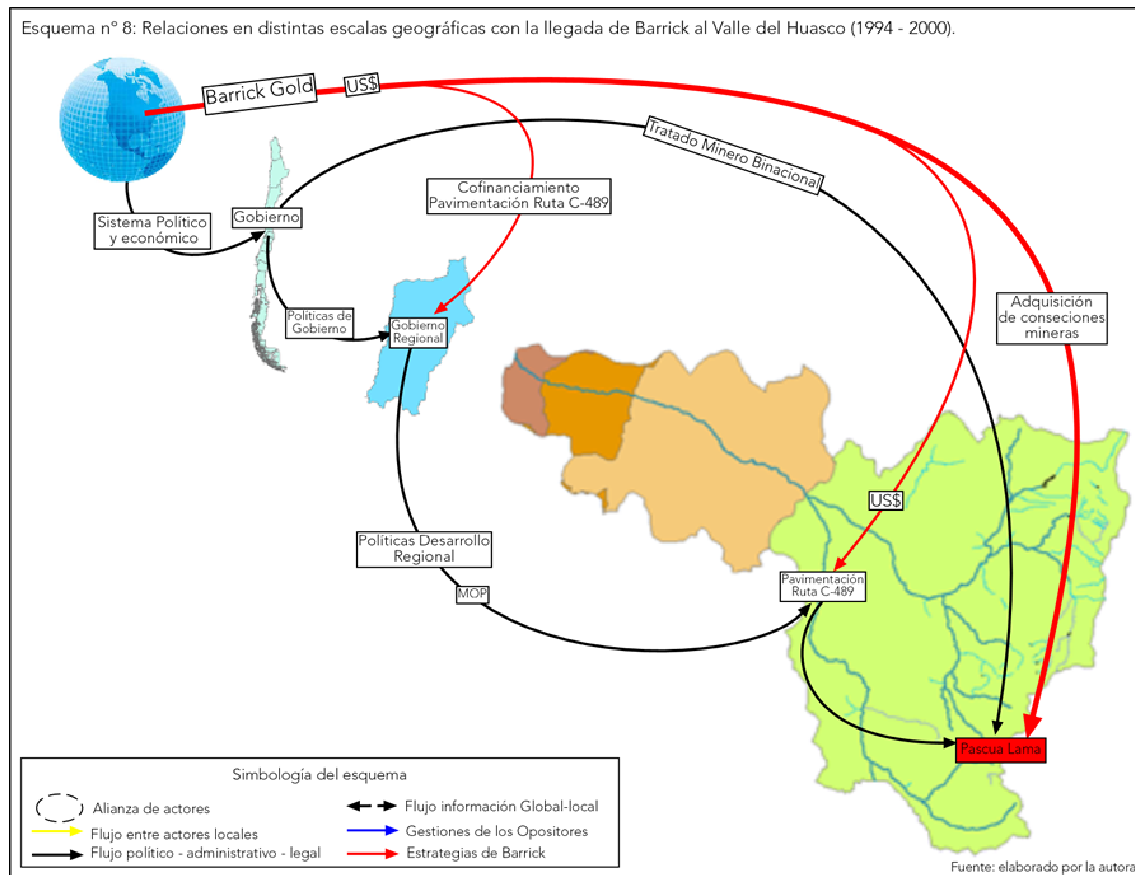 Esquema n° 8: Relaciones en distintas escalas geográficas con la llegada de Barrick al Valle del Huasco (1994 - 2000).
Barrick Gold
US$
Tratado Minero Binacional
Cofinanciamiento
Pavimentación Ruta C-489
Sistema Político
y económico
Gobierno
Políticas de
Gobierno
Gobierno
Regional
Adquisición
de conseciones
mineras
US$
Políticas Desarrollo
Regional
MOP
Pavimentación
Ruta C-489
Pascua Lama
Simbología del esquema
Alianza de actores
Flujo entre actores locales
Flujo político - administrativo - legal
Flujo información Global-local
Gestiones de los Opositores
Estrategias de Barrick
Fuente: elaborado por la autora